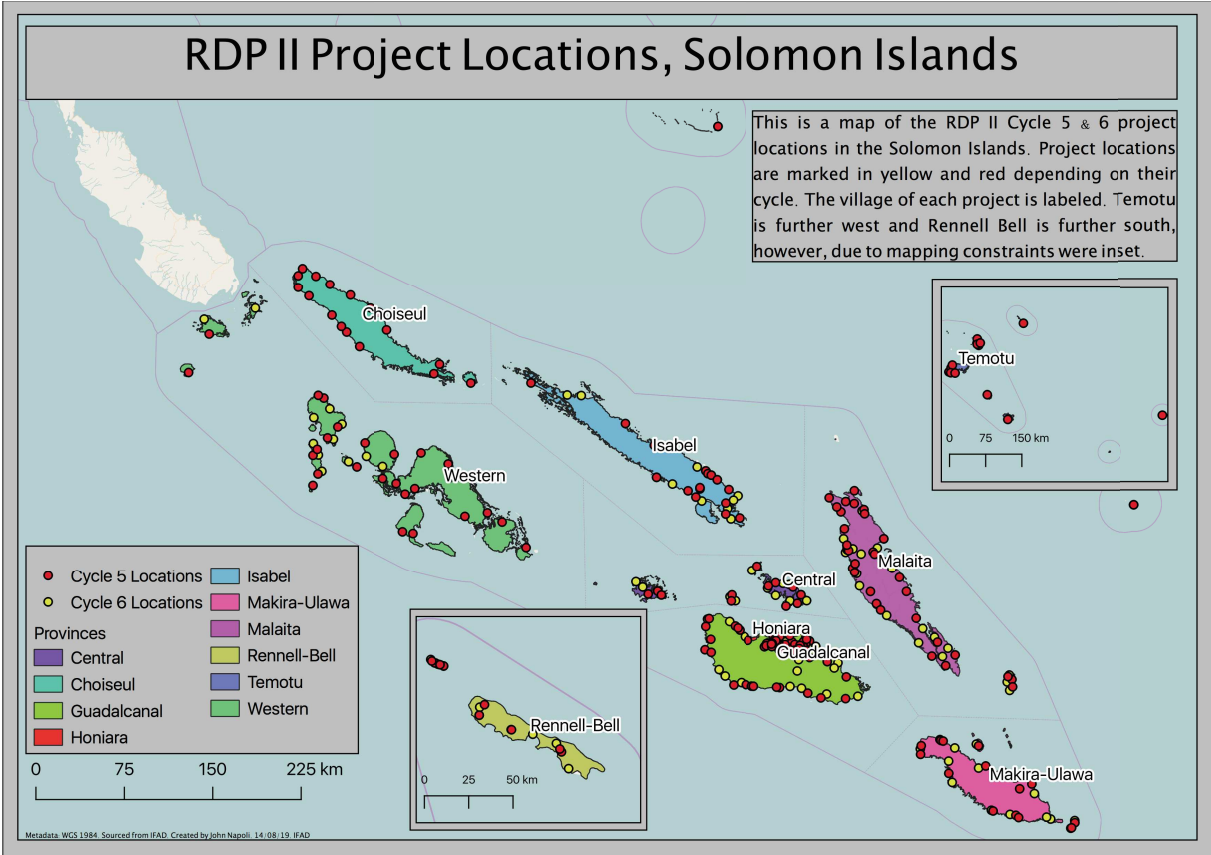 RDP II Project Locations, Solomon Islands
This is a map of the RDP II Cycle 5 & 6 project
locations in the Solomon Islands. Project locations
are marked in yellow and red depending on their
cycle. The village of each project is labeled. Temotu
is further west and Rennell Bell is further south,
however, due to mapping constraints were inset.
Choiseul
Temotu
0 75 150 km
Isabel
Western
Malaita
Central
Honiara
Guadalcanal
Cycle 5 Locations
Cycle 6 Locations
Provinces
Central
Choiseul
Guadalcanal
Honiara
Isabel
Makira-Ulawa
Malaita
Rennell-Bell
Temotu
Western
Rennell-Bell
0 25 50 km
Makira-Ulawa
0 75 150 225 km
Metadata: WGS 1984. Sourced from IFAD. Created by John Napoli. 14/08/19. IFAD